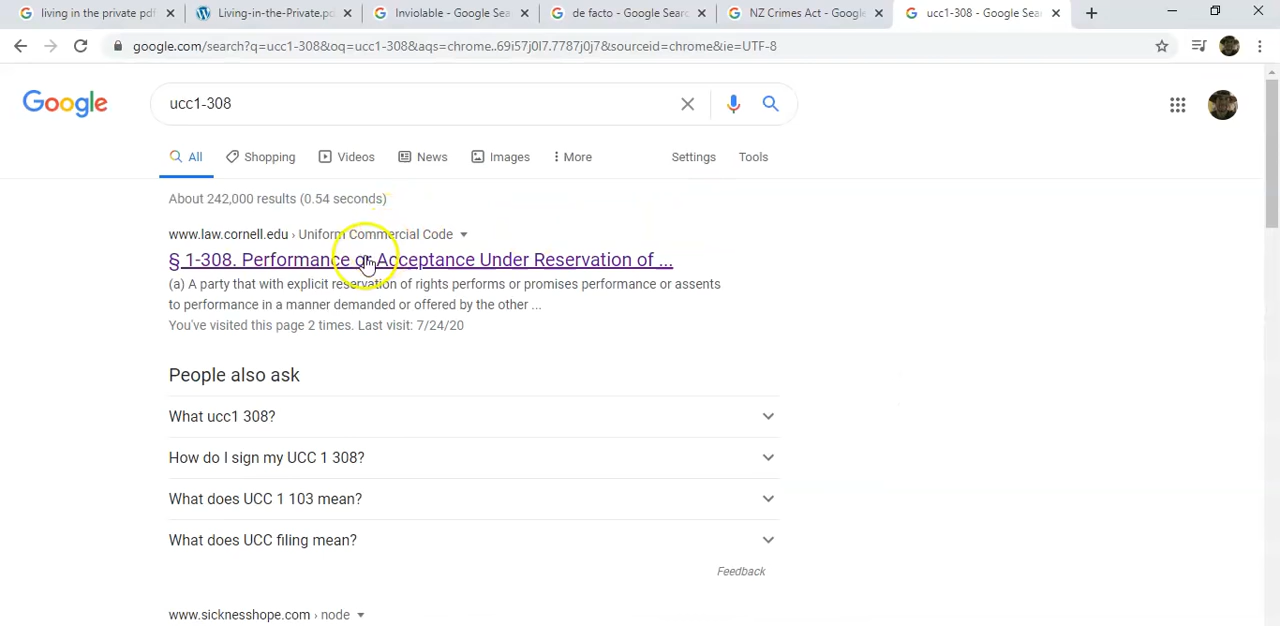 living in the private pdf
Living-in-the-Private.pd
Inviolable - Google Sear
de facto - Google Searc
NZ Crimes Act - Google
ucc1-308 - Google Sea
google.com/search?q=ucc1-308&oq=ucc1-308&aqs=chrome..69i57j0l7.7787j0j7&sourceid=chrome&ie=UTF-8
Google
ucc1-308
All
Shopping
Videos
News
Images
More
Settings
Tools
About 242,000 results (0.54 seconds)
www.law.cornell.edu › Uniform Commercial Code
§ 1-308. Performance or Acceptance Under Reservation of ...
(a) A party that with explicit reservation of rights performs or promises performance or assents
to performance in a manner demanded or offered by the other ...
You've visited this page 2 times. Last visit: 7/24/20
People also ask
What ucc1 308?
How do I sign my UCC 1 308?
What does UCC 1 103 mean?
What does UCC filing mean?
Feedback
www.sicknesshope.com › node